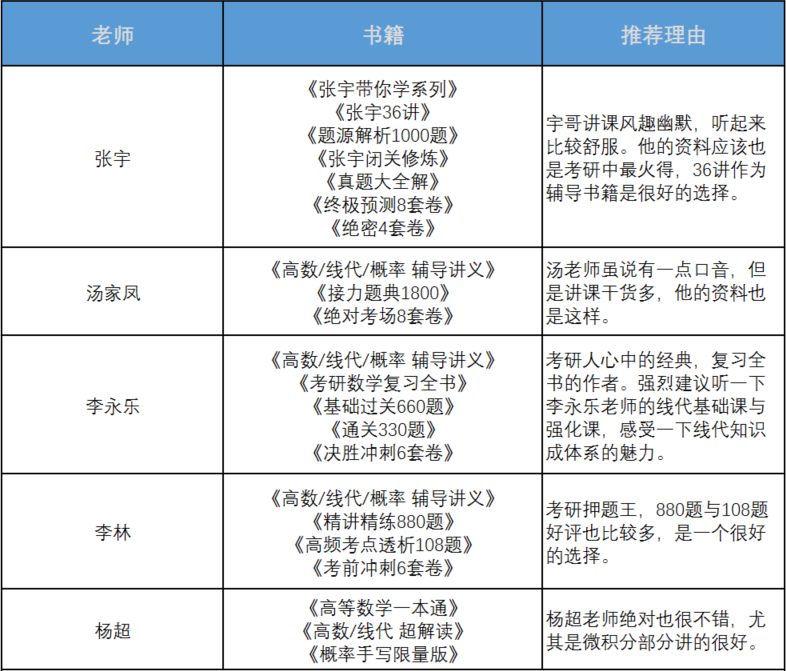 老师 书籍 推荐理由
张宇
《张宇带你学系列》
《张宇36讲》
《题源解析1000题》
《张宇闭关修炼》
《真题大全解》
《终极预测8套卷》
《绝密4套卷》
宇哥讲课风趣幽默，听起来
比较舒服。他的资料应该也
是考研中最火得，36讲作为
辅导书籍是很好的选择。
汤家凤
《高数/线代/概率 辅导讲义》
《接力题典1800》
《绝对考场8套卷》
汤老师虽说有一点口音，但
是讲课干货多，他的资料也
是这样。
李永乐
《高数/线代/概率 辅导讲义》
《考研数学复习全书》
《基础过关660题》
《通关330题》
《决胜冲刺6套卷》
考研人心中的经典，复习全
书的作者。强烈建议听一下
李永乐老师的线代基础课与
强化课，感受一下线代知识
成体系的魅力。
李林
《高数/线代/概率 辅导讲义》
《精讲精练880题》
《高频考点透析108题》
《考前冲刺6套卷》
考研押题王，880题与108题
好评也比较多，是一个很好
的选择。
杨超
《高等数学一本通》
《高数/线代 超解读》
《概率手写限量版》
杨超老师绝对也很不错，尤
其是微积分部分讲的很好。